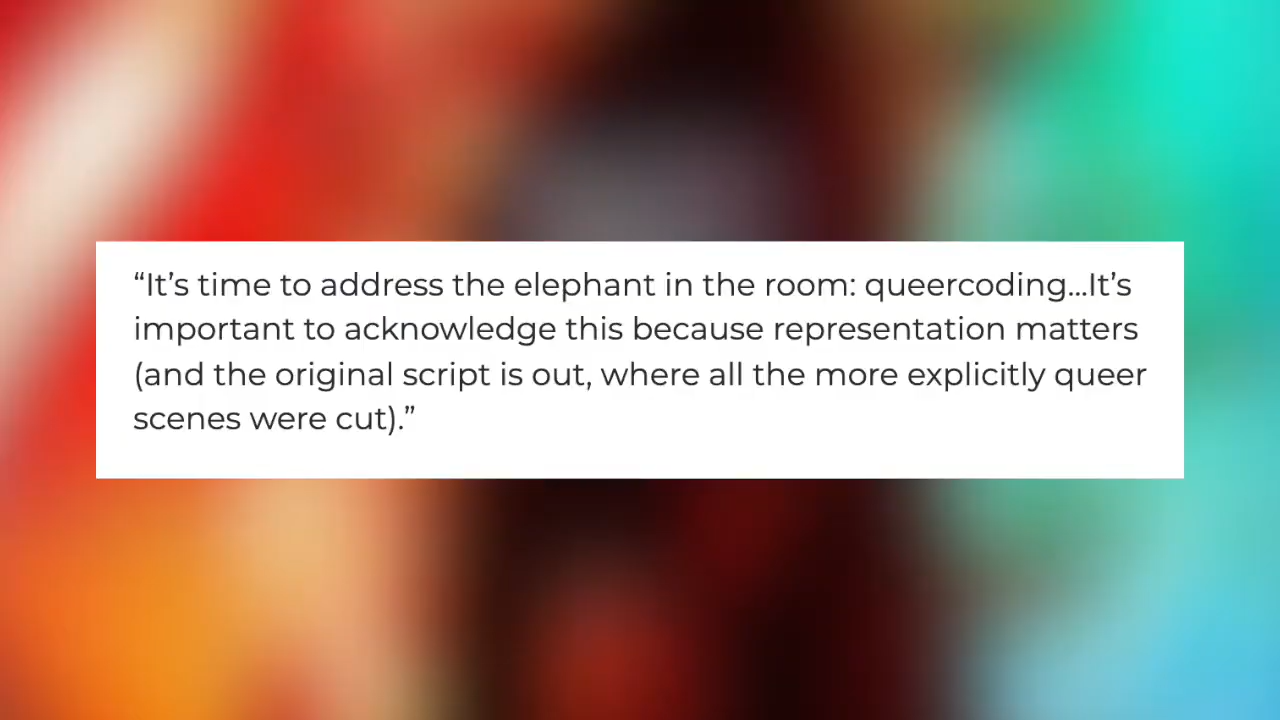 “It’s time to address the elephant in the room: queercoding...It’s
important to acknowledge this because representation matters
(and the original script is out, where all the more explicitly queer
scenes were cut).”